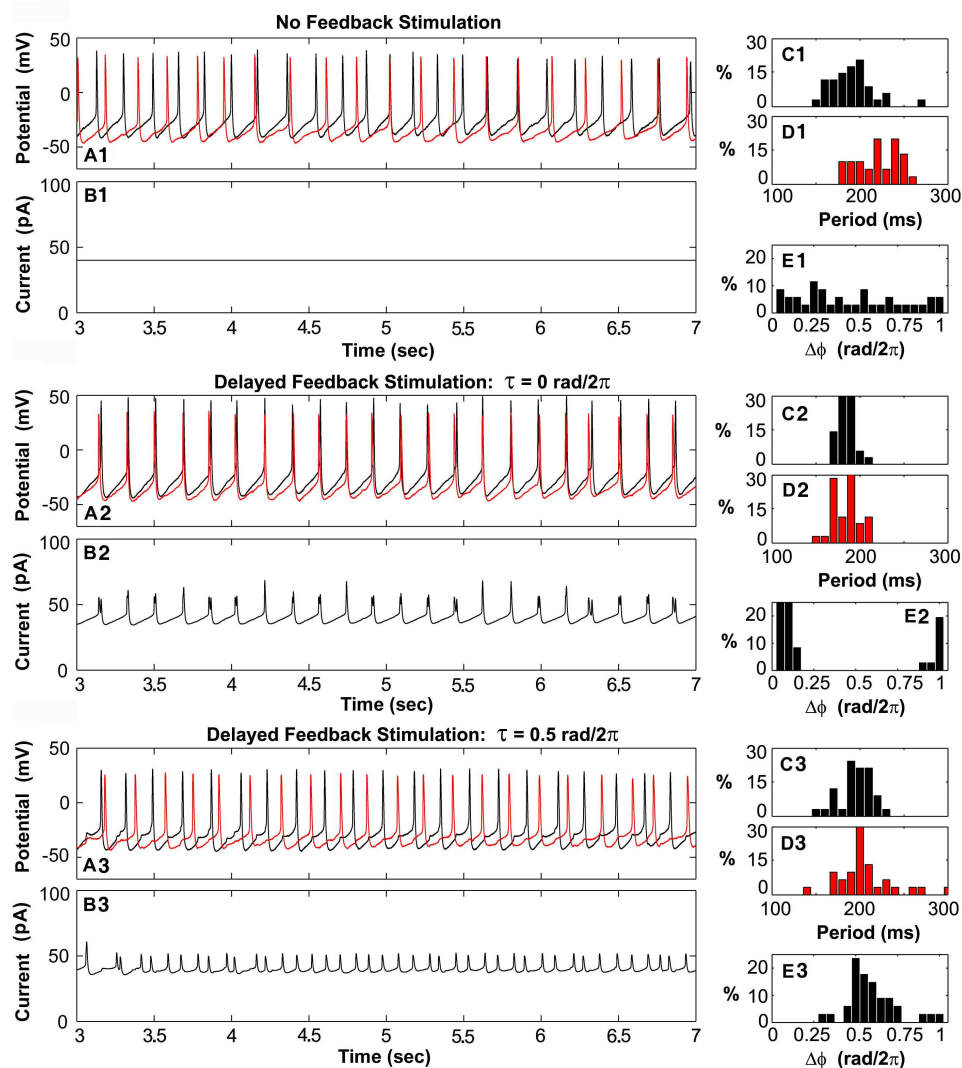 No Feedback Stimulation
Potential (mV)
50
0
-50
A1
Current (pA)
100
50
0
B1
3 3.5 4 4.5 5 5.5 6 6.5 7
Time (sec)
%
30
15
0
C1
%
30
15
0
D1
100 200 300
Period (ms)
%
20
10
0
E1
0 0.25 0.5 0.75 1
Δϕ (rad/2π)
Delayed Feedback Stimulation: τ = 0 rad/2π
Potential (mV)
50
0
-50
A2
Current (pA)
100
50
0
B2
3 3.5 4 4.5 5 5.5 6 6.5 7
Time (sec)
%
30
15
0
C2
%
30
15
0
D2
100 200 300
Period (ms)
%
20
10
0
E2
0 0.25 0.5 0.75 1
Δϕ (rad/2π)
Delayed Feedback Stimulation: τ = 0.5 rad/2π
Potential (mV)
50
0
-50
A3
Current (pA)
100
50
0
B3
3 3.5 4 4.5 5 5.5 6 6.5 7
Time (sec)
%
30
15
0
C3
%
30
15
0
D3
100 200 300
Period (ms)
%
20
10
0
E3
0 0.25 0.5 0.75 1
Δϕ (rad/2π)